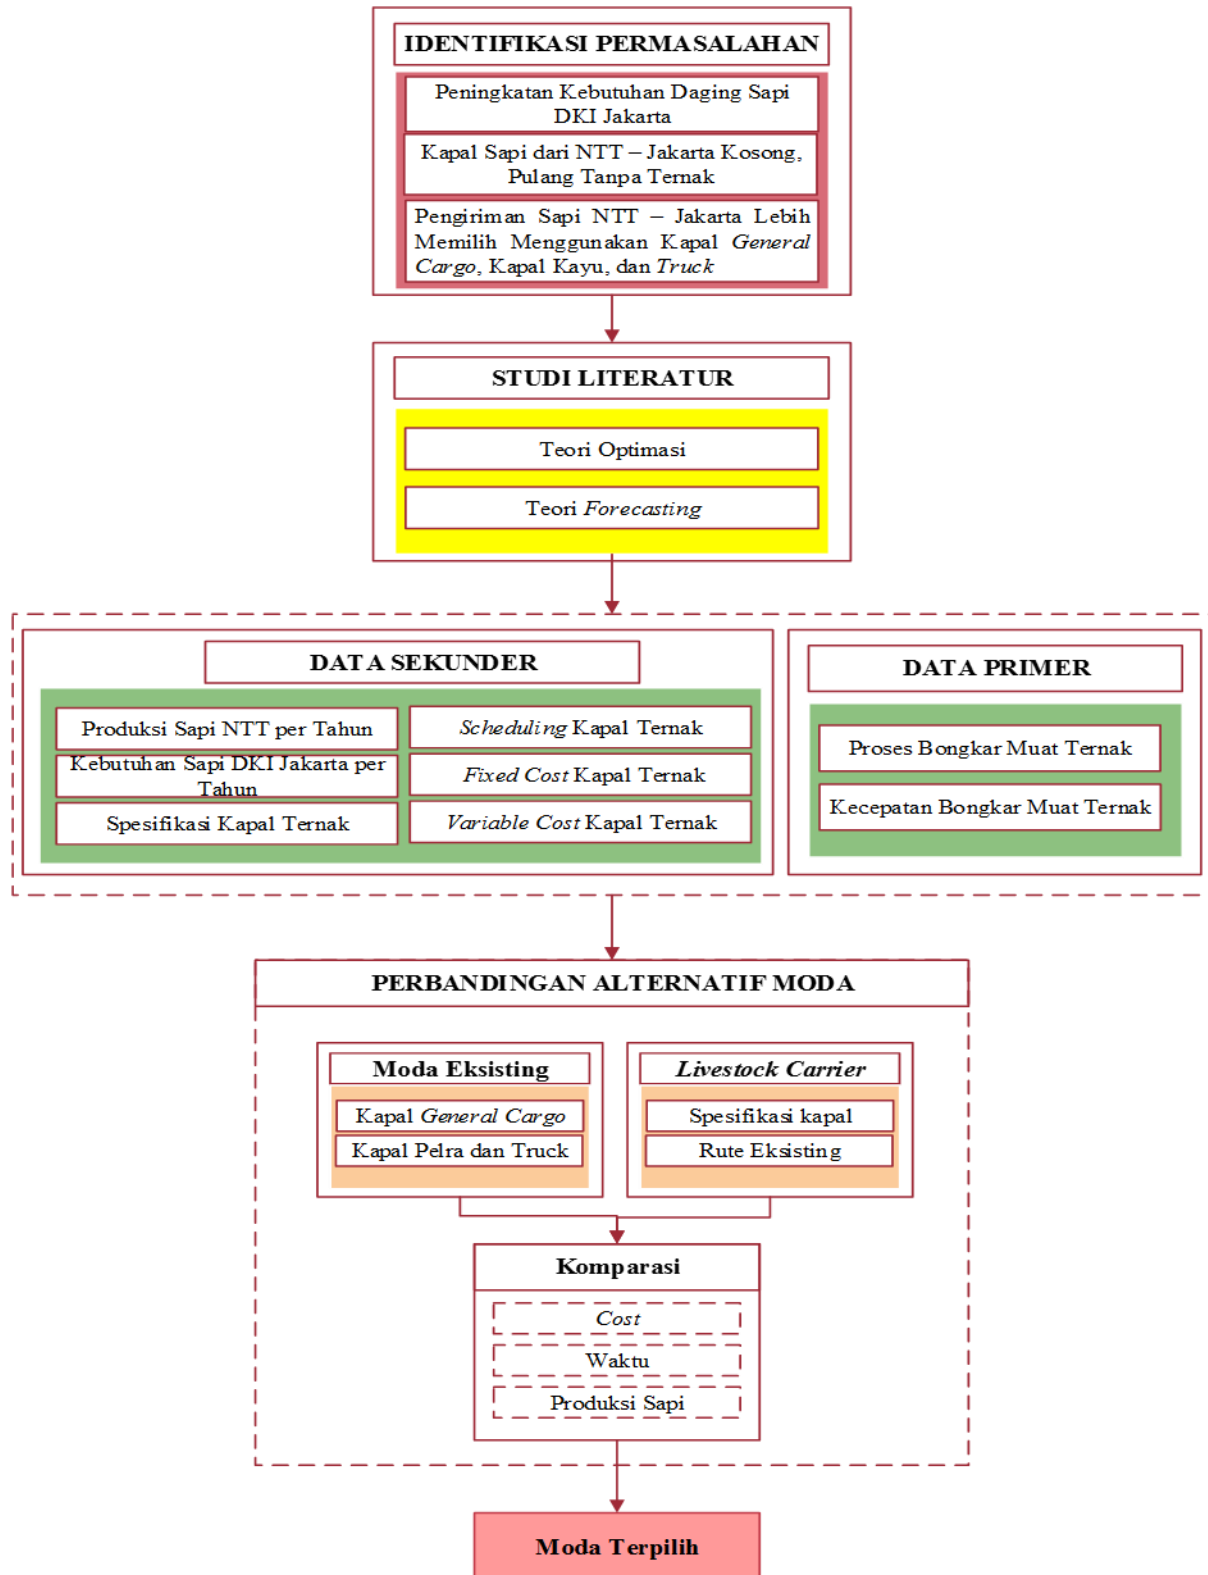 IDENTIFIKASI PERMASALAHAN
Peningkatan Kebutuhan Daging Sapi
DKI Jakarta
Kapal Sapi dari NTT – Jakarta Kosong,
Pulang Tanpa Ternak
Pengiriman Sapi NTT – Jakarta Lebih
Memilih Menggunakan Kapal General
Cargo, Kapal Kayu, dan Truck
STUDI LITERATUR
Teori Optimasi
Teori Forecasting
DATA SEKUNDER
Produksi Sapi NTT per Tahun
Kebutuhan Sapi DKI Jakarta per
Tahun
Spesifikasi Kapal Ternak
Scheduling Kapal Ternak
Fixed Cost Kapal Ternak
Variable Cost Kapal Ternak
DATA PRIMER
Proses Bongkar Muat Ternak
Kecepatan Bongkar Muat Ternak
PERBANDINGAN ALTERNATIF MODA
Moda Eksisting
Kapal General Cargo
Kapal Pelra dan Truck
Livestock Carrier
Spesifikasi kapal
Rute Eksisting
Komparasi
Cost
Waktu
Produksi Sapi
Moda Terpilih